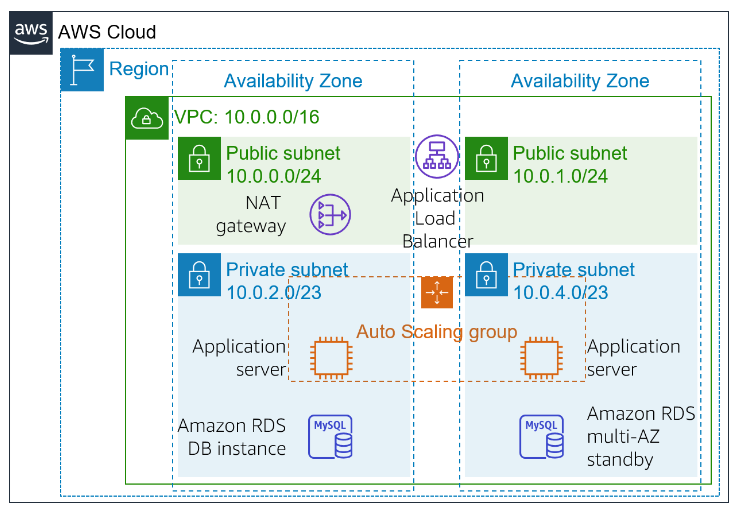 aws
AWS Cloud
Region
Availability Zone
Availability Zone
VPC: 10.0.0.0/16
Public subnet
10.0.0.0/24
NAT
gateway
Application
Load
Balancer
Public subnet
10.0.1.0/24
Private subnet
10.0.2.0/23
Private subnet
10.0.4.0/23
Auto Scaling group
Application
server
Application
server
Amazon RDS
DB instance
MySQL
MySQL
Amazon RDS
multi-AZ
standby